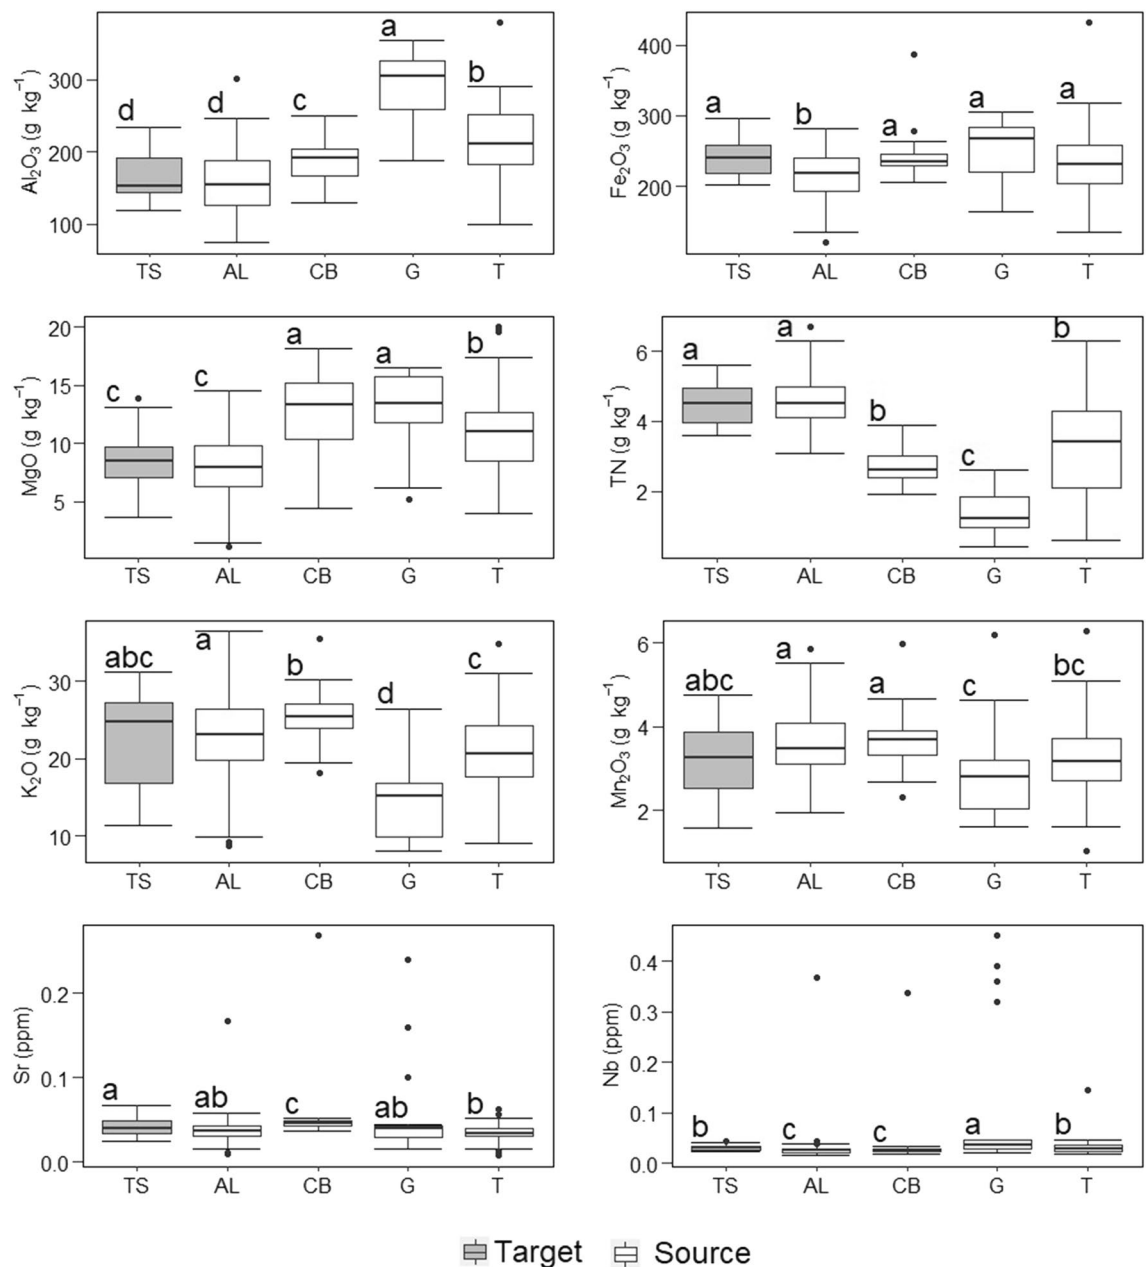 Al₂O₃ (g kg⁻¹)
300
200
100
d
d
c
a
b
TS AL CB G T
Fe₂O₃ (g kg⁻¹)
400
300
200
a
b
a
a
a
TS AL CB G T
MgO (g kg⁻¹)
20
15
10
5
c
c
a
a
b
TS AL CB G T
TN (g kg⁻¹)
6
4
2
a
a
b
c
b
TS AL CB G T
K₂O (g kg⁻¹)
30
20
10
abc
a
b
d
c
TS AL CB G T
Mn₂O₃ (g kg⁻¹)
6
4
2
abc
a
a
c
bc
TS AL CB G T
Sr (ppm)
0.2
0.1
0.0
a
ab
c
ab
b
TS AL CB G T
Nb (ppm)
0.4
0.3
0.2
0.1
0.0
b
c
c
a
b
TS AL CB G T
Target Source